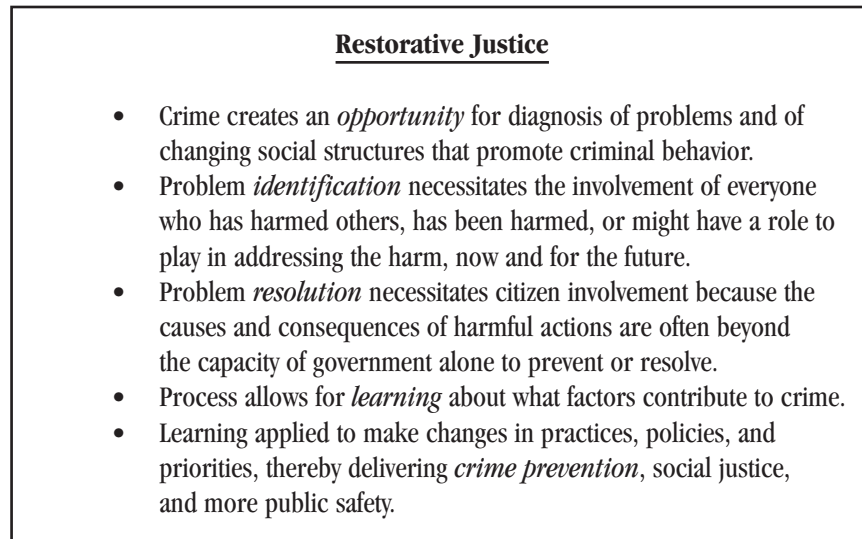 Restorative Justice
• Crime creates an opportunity for diagnosis of problems and of
changing social structures that promote criminal behavior.
• Problem identification necessitates the involvement of everyone
who has harmed others, has been harmed, or might have a role to
play in addressing the harm, now and for the future.
• Problem resolution necessitates citizen involvement because the
causes and consequences of harmful actions are often beyond
the capacity of government alone to prevent or resolve.
• Process allows for learning about what factors contribute to crime.
• Learning applied to make changes in practices, policies, and
priorities, thereby delivering crime prevention, social justice,
and more public safety.